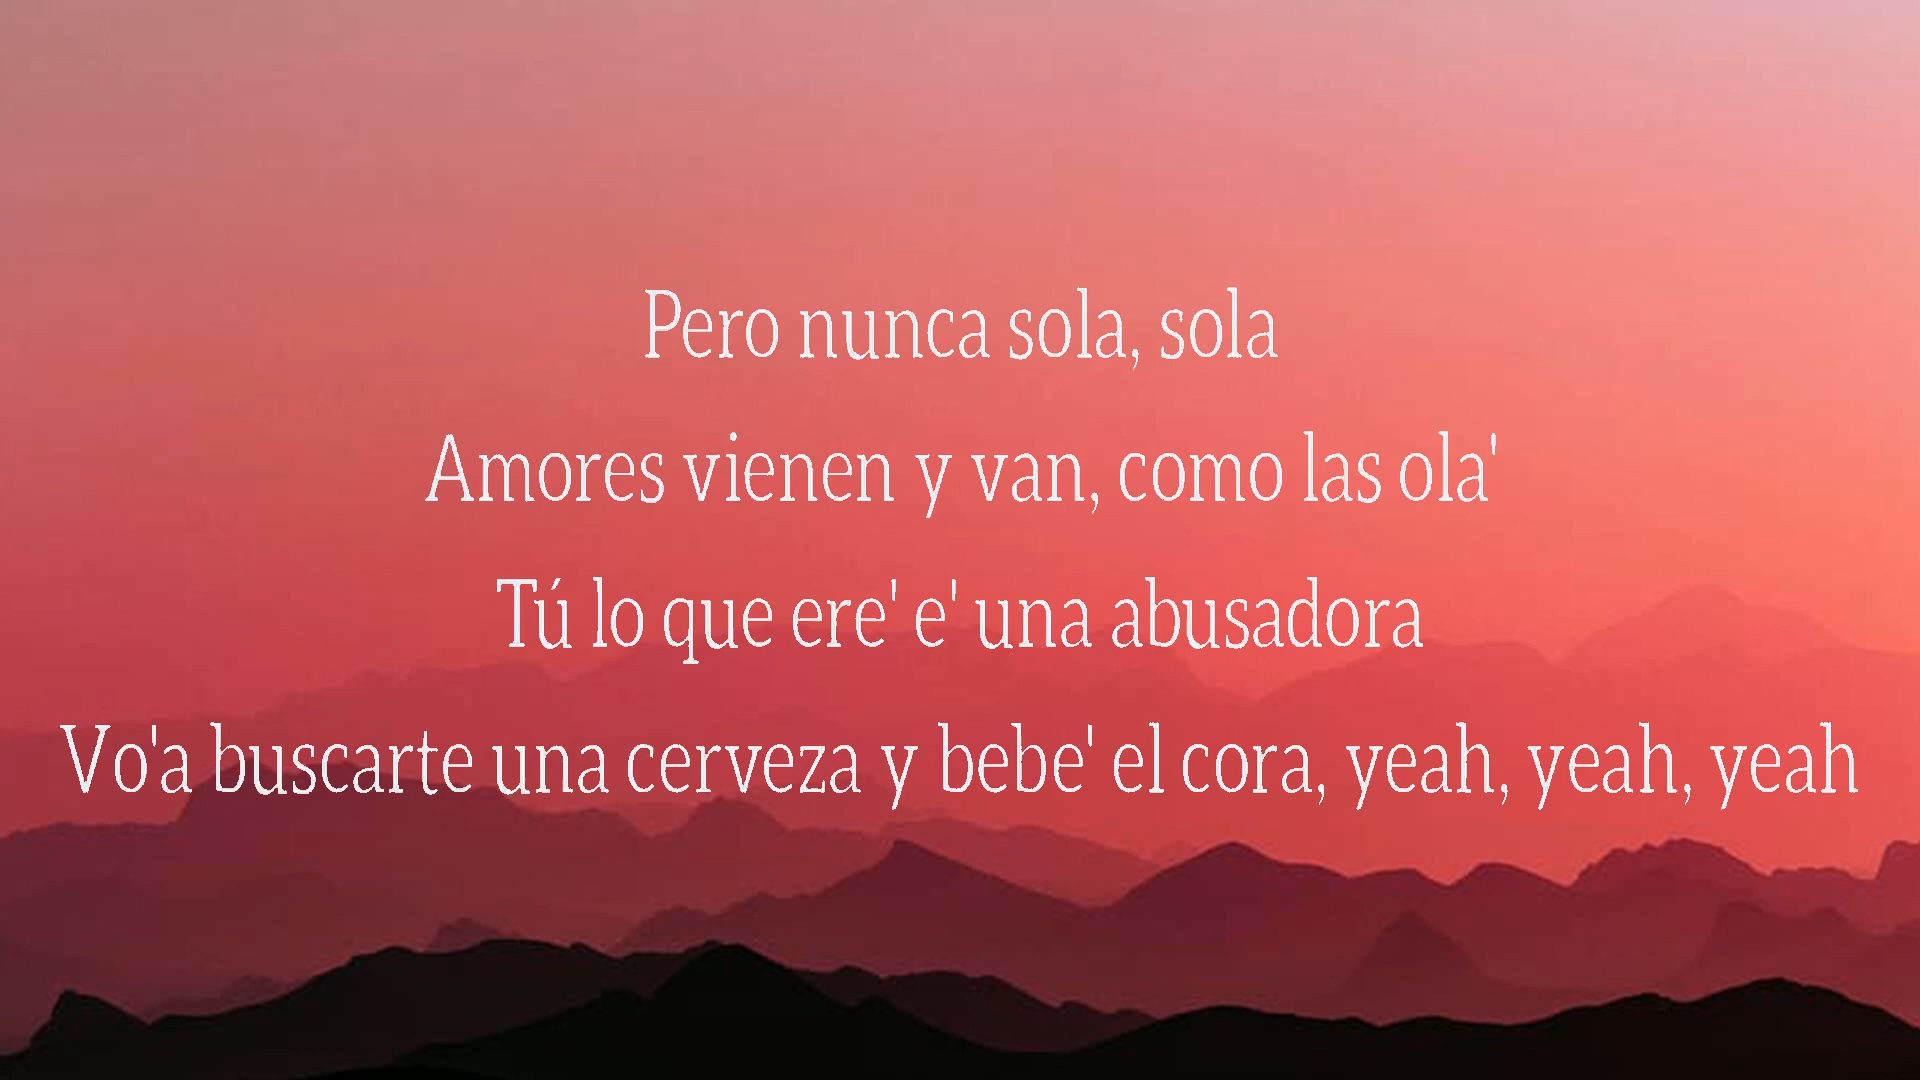 Pero nunca sola, sola
Amores vienen y van, como las ola'
Tú lo que ere' e' una abusadora
Vo'a buscarte una cerveza y bebe' el cora, yeah, yeah, yeah